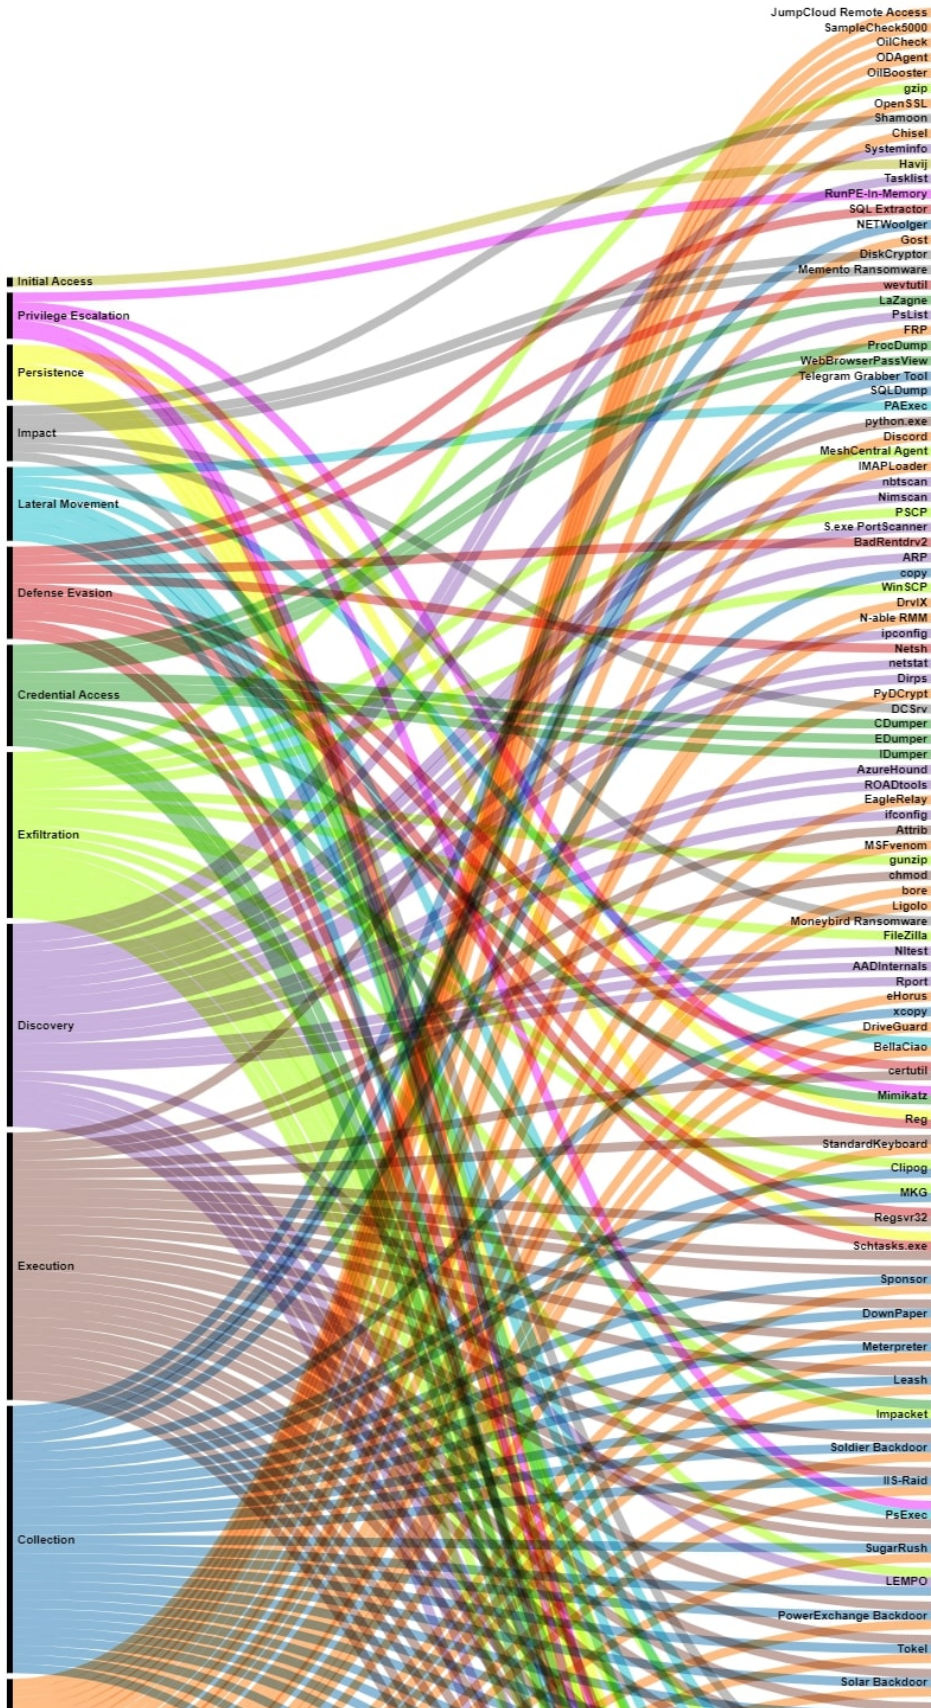 Initial Access
Privilege Escalation
Persistence
Impact
Lateral Movement
Defense Evasion
Credential Access
Exfiltration
Discovery
Execution
Collection
JumpCloud Remote Access
SampleCheck5000
OilCheck
ODAgent
OilBooster
gzip
OpenSSL
Shamoon
Chisel
Systeminfo
Havij
Tasklist
RunPE-In-Memory
SQL Extractor
NETWoolger
Gost
DiskCryptor
Memento Ransomware
wevtutil
LaZagne
PsList
FRP
ProcDump
WebBrowserPassView
Telegram Grabber Tool
SQLDump
PAExec
python.exe
Discord
MeshCentral Agent
IMAPLoader
nbtscan
Nimscan
PSCP
S.exe PortScanner
BadRentdrv2
ARP
copy
WinSCP
DrvIX
N-able RMM
ipconfig
Netsh
netstat
Dirps
PyDCrypt
DCSrv
CDumper
EDumper
IDumper
AzureHound
ROADtools
EagleRelay
ifconfig
Attrib
MSFvenom
gunzip
chmod
bore
Ligolo
Moneybird Ransomware
FileZilla
Nltest
AADInternals
Rport
eHorus
xcopy
DriveGuard
BellaCiao
certutil
Mimikatz
Reg
StandardKeyboard
Clipog
MKG
Regsvr32
Schtasks.exe
Sponsor
DownPaper
Meterpreter
Leash
Impacket
Soldier Backdoor
IIS-Raid
PsExec
SugarRush
LEMPO
PowerExchange Backdoor
Tokel
Solar Backdoor